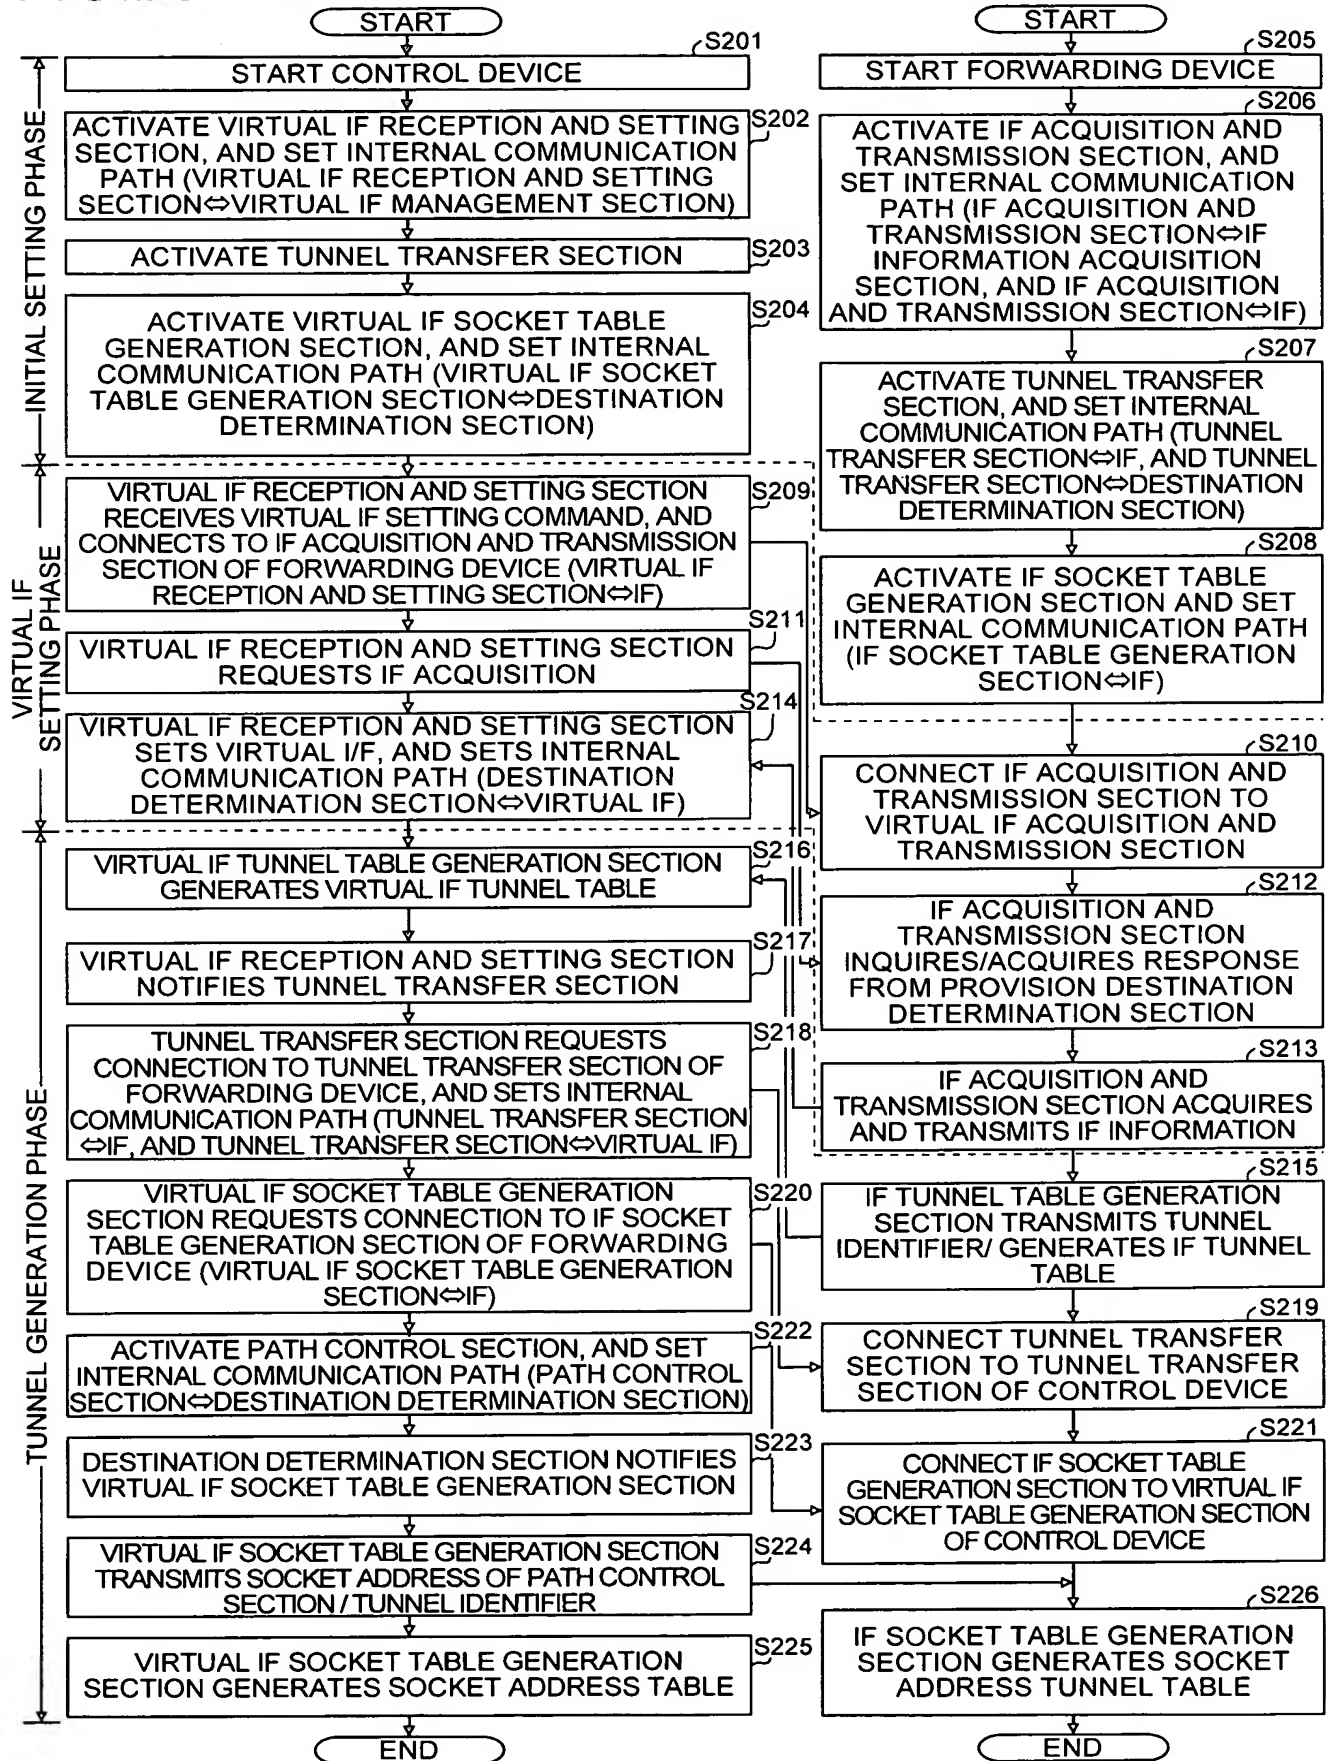 START
S201
START CONTROL DEVICE
S202
ACTIVATE VIRTUAL IF RECEPTION AND SETTING
SECTION, AND SET INTERNAL COMMUNICATION
PATH (VIRTUAL IF RECEPTION AND SETTING
SECTION⇔VIRTUAL IF MANAGEMENT SECTION)
ACTIVATE TUNNEL TRANSFER SECTION
S203
S204
ACTIVATE VIRTUAL IF SOCKET TABLE
GENERATION SECTION, AND SET INTERNAL
COMMUNICATION PATH (VIRTUAL IF SOCKET
TABLE GENERATION SECTION⇔DESTINATION
DETERMINATION SECTION)
INITIAL SETTING PHASE
S209
VIRTUAL IF RECEPTION AND SETTING SECTION
RECEIVES VIRTUAL IF SETTING COMMAND, AND
CONNECTS TO IF ACQUISITION AND TRANSMISSION
SECTION OF FORWARDING DEVICE (VIRTUAL IF
RECEPTION AND SETTING SECTION⇔IF)
S211
VIRTUAL IF RECEPTION AND SETTING SECTION
REQUESTS IF ACQUISITION
S214
VIRTUAL IF RECEPTION AND SETTING SECTION
SETS VIRTUAL I/F, AND SETS INTERNAL
COMMUNICATION PATH (DESTINATION
DETERMINATION SECTION⇔VIRTUAL IF)
VIRTUAL IF
SETTING PHASE
S216
VIRTUAL IF TUNNEL TABLE GENERATION SECTION
GENERATES VIRTUAL IF TUNNEL TABLE
S217
VIRTUAL IF RECEPTION AND SETTING SECTION
NOTIFIES TUNNEL TRANSFER SECTION
S218
TUNNEL TRANSFER SECTION REQUESTS
CONNECTION TO TUNNEL TRANSFER SECTION OF
FORWARDING DEVICE, AND SETS INTERNAL
COMMUNICATION PATH (TUNNEL TRANSFER SECTION
⇔IF, AND TUNNEL TRANSFER SECTION⇔VIRTUAL IF)
S220
VIRTUAL IF SOCKET TABLE GENERATION
SECTION REQUESTS CONNECTION TO IF SOCKET
TABLE GENERATION SECTION OF FORWARDING
DEVICE (VIRTUAL IF SOCKET TABLE GENERATION
SECTION⇔IF)
S222
ACTIVATE PATH CONTROL SECTION, AND SET
INTERNAL COMMUNICATION PATH (PATH CONTROL
SECTION⇔DESTINATION DETERMINATION SECTION)
S223
DESTINATION DETERMINATION SECTION NOTIFIES
VIRTUAL IF SOCKET TABLE GENERATION SECTION
S224
VIRTUAL IF SOCKET TABLE GENERATION SECTION
TRANSMITS SOCKET ADDRESS OF PATH CONTROL
SECTION / TUNNEL IDENTIFIER
S225
VIRTUAL IF SOCKET TABLE GENERATION
SECTION GENERATES SOCKET ADDRESS TABLE
TUNNEL GENERATION PHASE
END
START
S205
START FORWARDING DEVICE
S206
ACTIVATE IF ACQUISITION AND
TRANSMISSION SECTION, AND
SET INTERNAL COMMUNICATION
PATH (IF ACQUISITION AND
TRANSMISSION SECTION⇔IF
INFORMATION ACQUISITION
SECTION, AND IF ACQUISITION
AND TRANSMISSION SECTION⇔IF)
S207
ACTIVATE TUNNEL TRANSFER
SECTION, AND SET INTERNAL
COMMUNICATION PATH (TUNNEL
TRANSFER SECTION⇔IF, AND TUNNEL
TRANSFER SECTION⇔DESTINATION
DETERMINATION SECTION)
S208
ACTIVATE IF SOCKET TABLE
GENERATION SECTION AND SET
INTERNAL COMMUNICATION PATH
(IF SOCKET TABLE GENERATION
SECTION⇔IF)
S210
CONNECT IF ACQUISITION AND
TRANSMISSION SECTION TO
VIRTUAL IF ACQUISITION AND
TRANSMISSION SECTION
S212
IF ACQUISITION AND
TRANSMISSION SECTION
INQUIRES/ACQUIRES RESPONSE
FROM PROVISION DESTINATION
DETERMINATION SECTION
S213
IF ACQUISITION AND
TRANSMISSION SECTION ACQUIRES
AND TRANSMITS IF INFORMATION
S215
IF TUNNEL TABLE GENERATION
SECTION TRANSMITS TUNNEL
IDENTIFIER/ GENERATES IF TUNNEL
TABLE
S219
CONNECT TUNNEL TRANSFER
SECTION TO TUNNEL TRANSFER
SECTION OF CONTROL DEVICE
S221
CONNECT IF SOCKET TABLE
GENERATION SECTION TO VIRTUAL IF
SOCKET TABLE GENERATION SECTION
OF CONTROL DEVICE
S226
IF SOCKET TABLE GENERATION
SECTION GENERATES SOCKET
ADDRESS TUNNEL TABLE
END